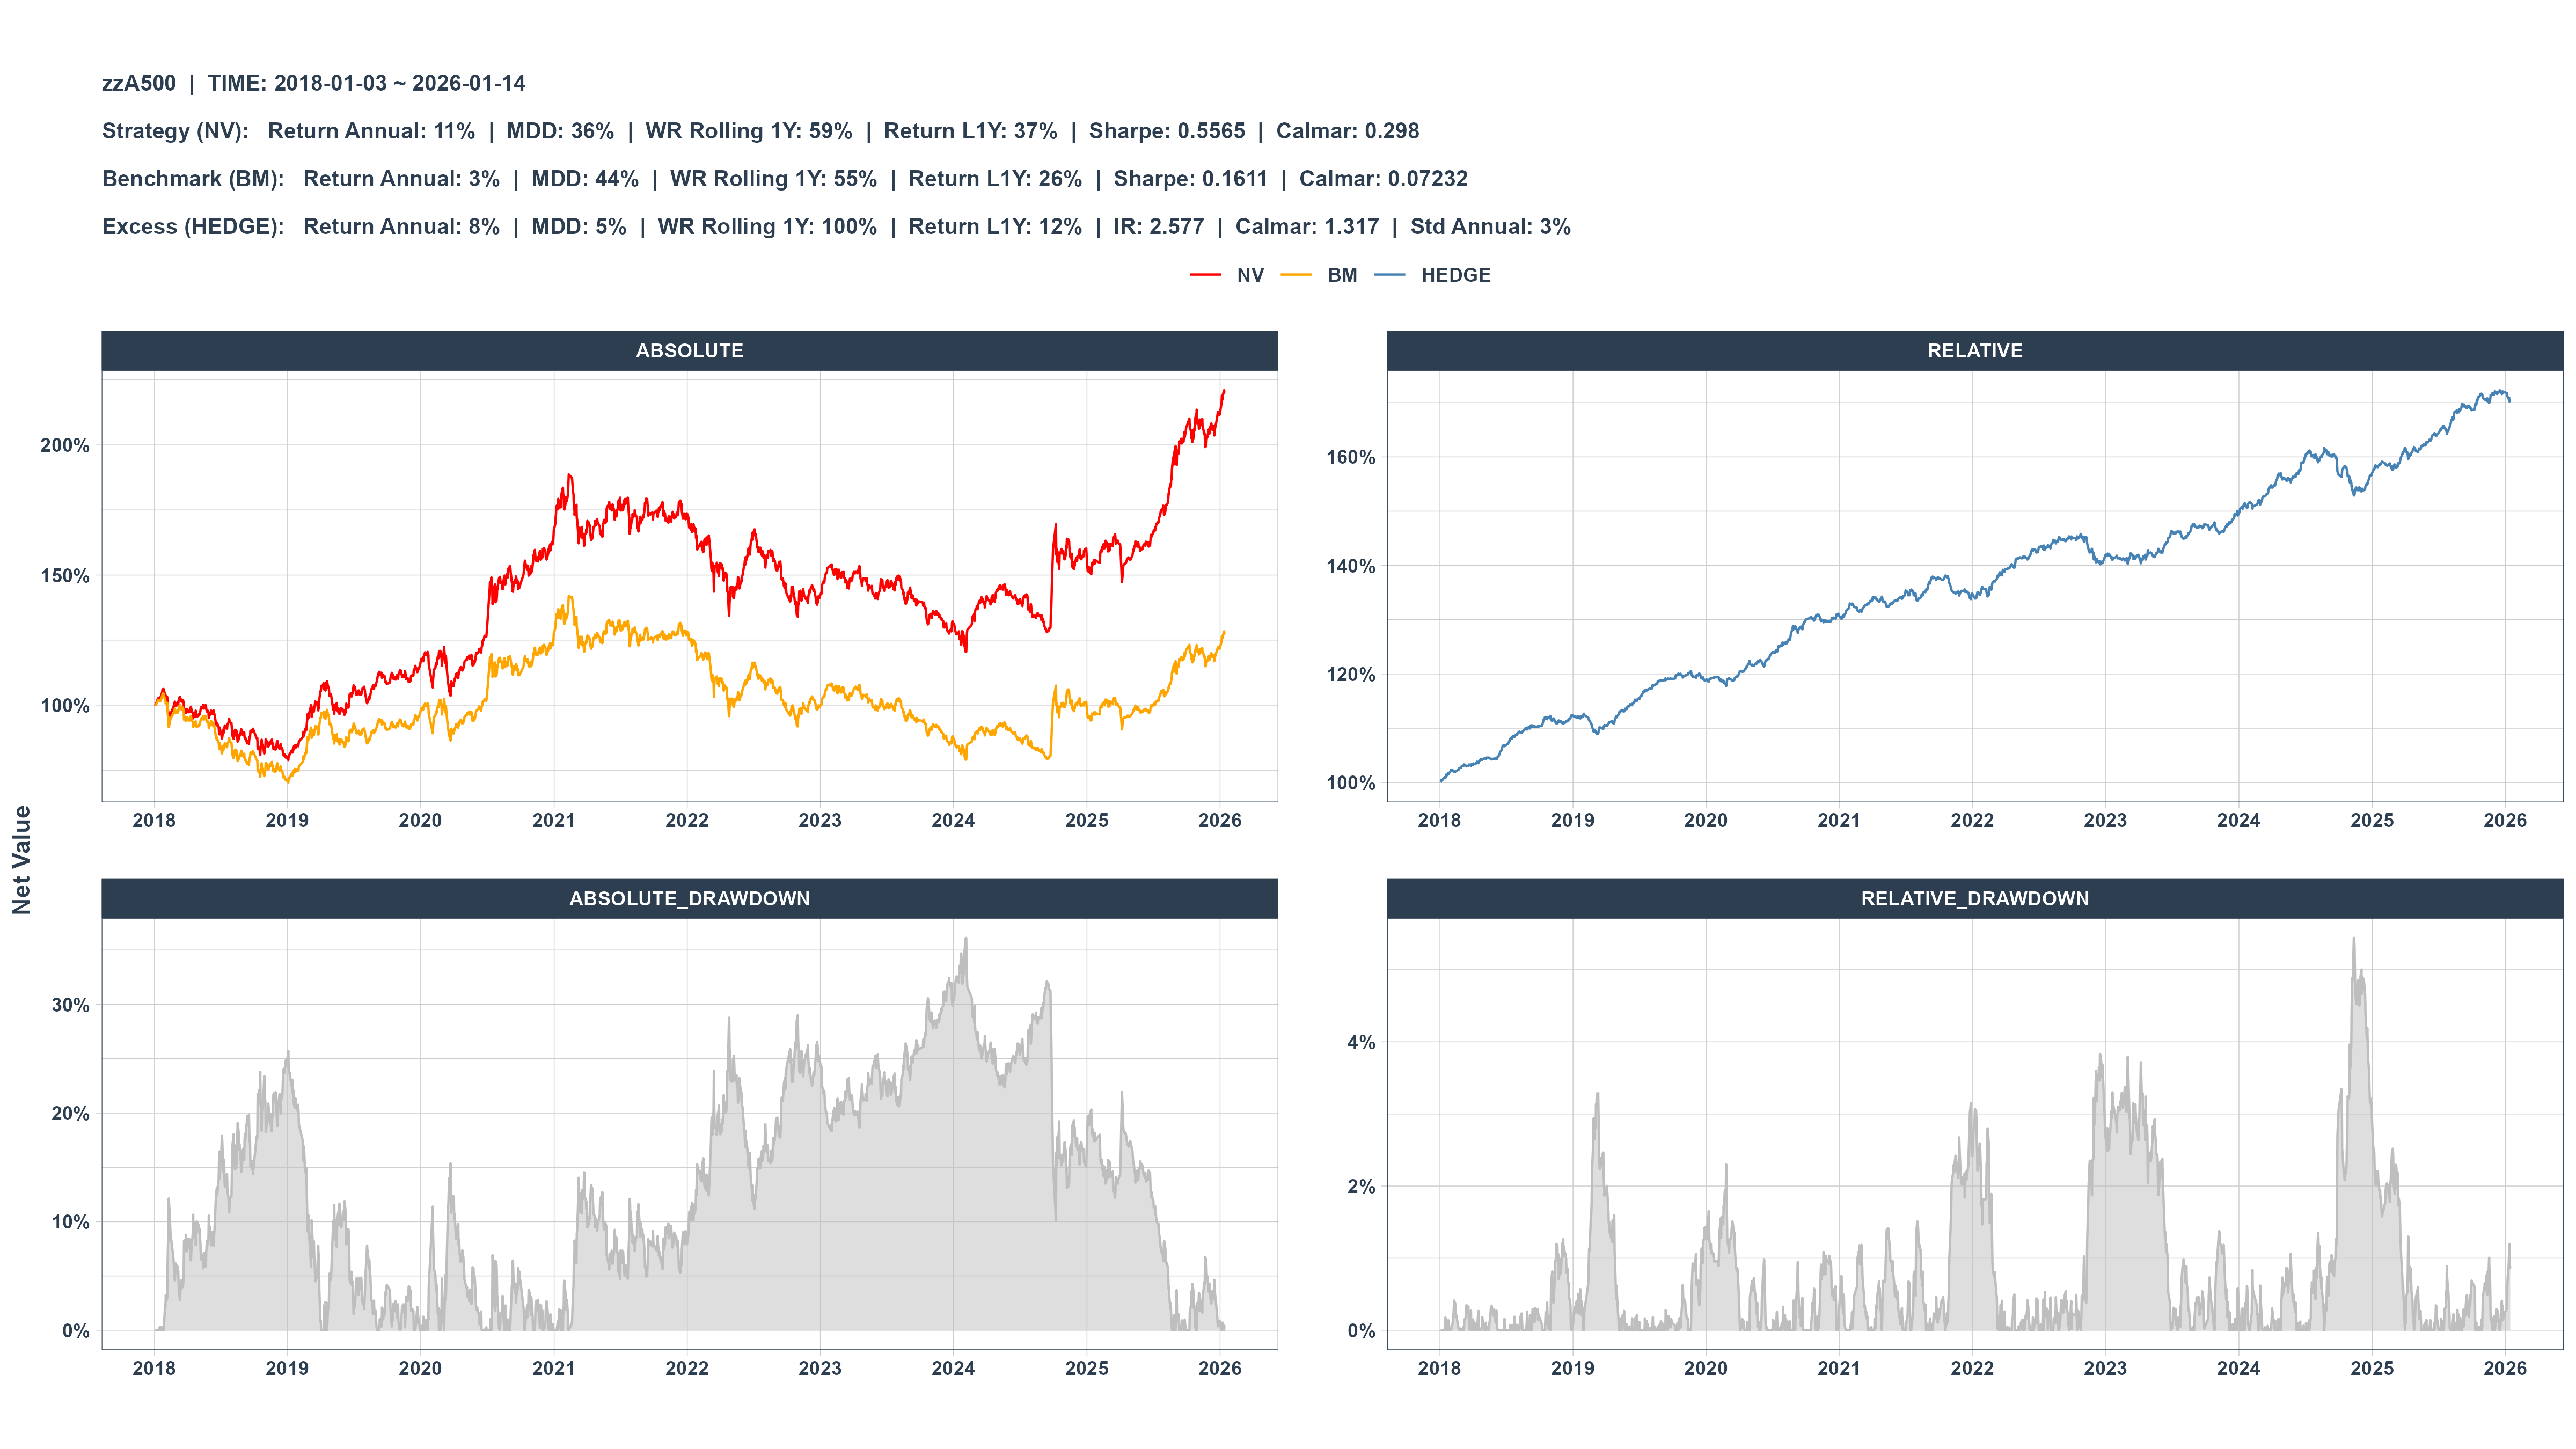 zzA500 | TIME: 2018-01-03 ~ 2026-01-14
Strategy (NV): Return Annual: 11% | MDD: 36% | WR Rolling 1Y: 59% | Return L1Y: 37% | Sharpe: 0.5565 | Calmar: 0.298
Benchmark (BM): Return Annual: 3% | MDD: 44% | WR Rolling 1Y: 55% | Return L1Y: 26% | Sharpe: 0.1611 | Calmar: 0.07232
Excess (HEDGE): Return Annual: 8% | MDD: 5% | WR Rolling 1Y: 100% | Return L1Y: 12% | IR: 2.577 | Calmar: 1.317 | Std Annual: 3%
NV BM HEDGE
Net Value
ABSOLUTE
200%
150%
100%
2018 2019 2020 2021 2022 2023 2024 2025 2026
RELATIVE
160%
140%
120%
100%
2018 2019 2020 2021 2022 2023 2024 2025 2026
ABSOLUTE_DRAWDOWN
30%
20%
10%
0%
2018 2019 2020 2021 2022 2023 2024 2025 2026
RELATIVE_DRAWDOWN
4%
2%
0%
2018 2019 2020 2021 2022 2023 2024 2025 2026